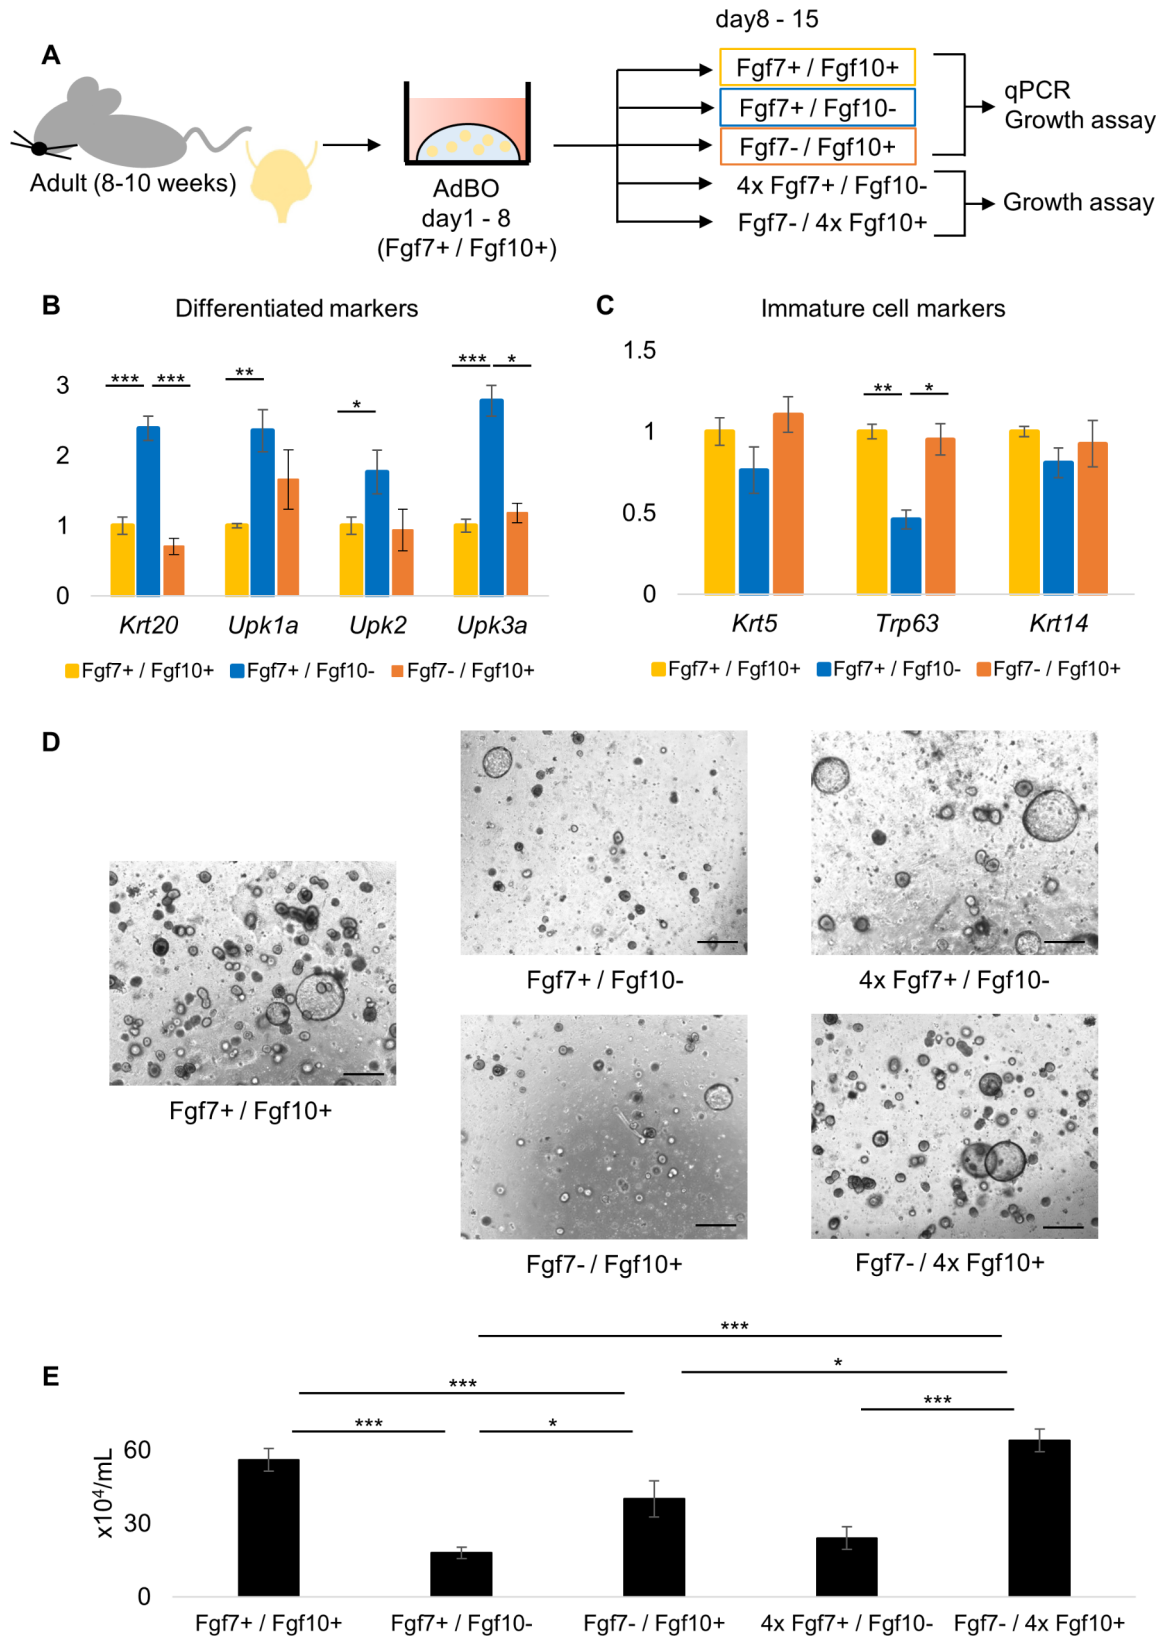 A
day8 - 15
Adult (8-10 weeks)
AdBO
day1 - 8
(Fgf7+ / Fgf10+)
Fgf7+ / Fgf10+
Fgf7+ / Fgf10-
Fgf7- / Fgf10+
4x Fgf7+ / Fgf10-
Fgf7- / 4x Fgf10+
qPCR
Growth assay
Growth assay
B
Differentiated markers
*** *** ** * *** *
3
2
1
0
Krt20 Upk1a Upk2 Upk3a
Fgf7+ / Fgf10+ Fgf7+ / Fgf10- Fgf7- / Fgf10+
C
Immature cell markers
1.5
** *
1
0.5
0
Krt5 Trp63 Krt14
Fgf7+ / Fgf10+ Fgf7+ / Fgf10- Fgf7- / Fgf10+
D
Fgf7+ / Fgf10+
Fgf7+ / Fgf10-
4x Fgf7+ / Fgf10-
Fgf7- / Fgf10+
Fgf7- / 4x Fgf10+
E
***
*
***
***
*** *
x10⁴/mL
60
30
0
Fgf7+ / Fgf10+ Fgf7+ / Fgf10- Fgf7- / Fgf10+ 4x Fgf7+ / Fgf10- Fgf7- / 4x Fgf10+